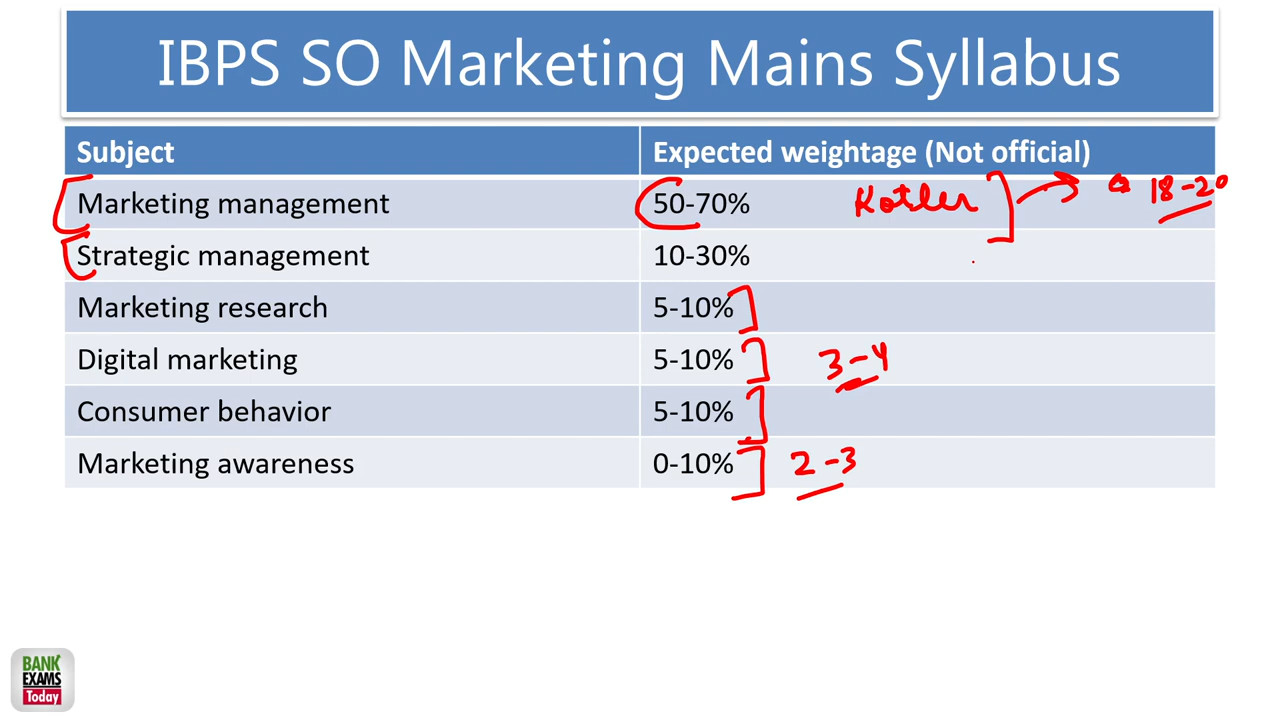 IBPS SO Marketing Mains Syllabus
Subject Expected weightage (Not official)
Marketing management 50-70% Kotler 18-20
Strategic management 10-30%
Marketing research 5-10%
Digital marketing 5-10% 3-4
Consumer behavior 5-10%
Marketing awareness 0-10% 2-3
BANK
EXAMS
Today